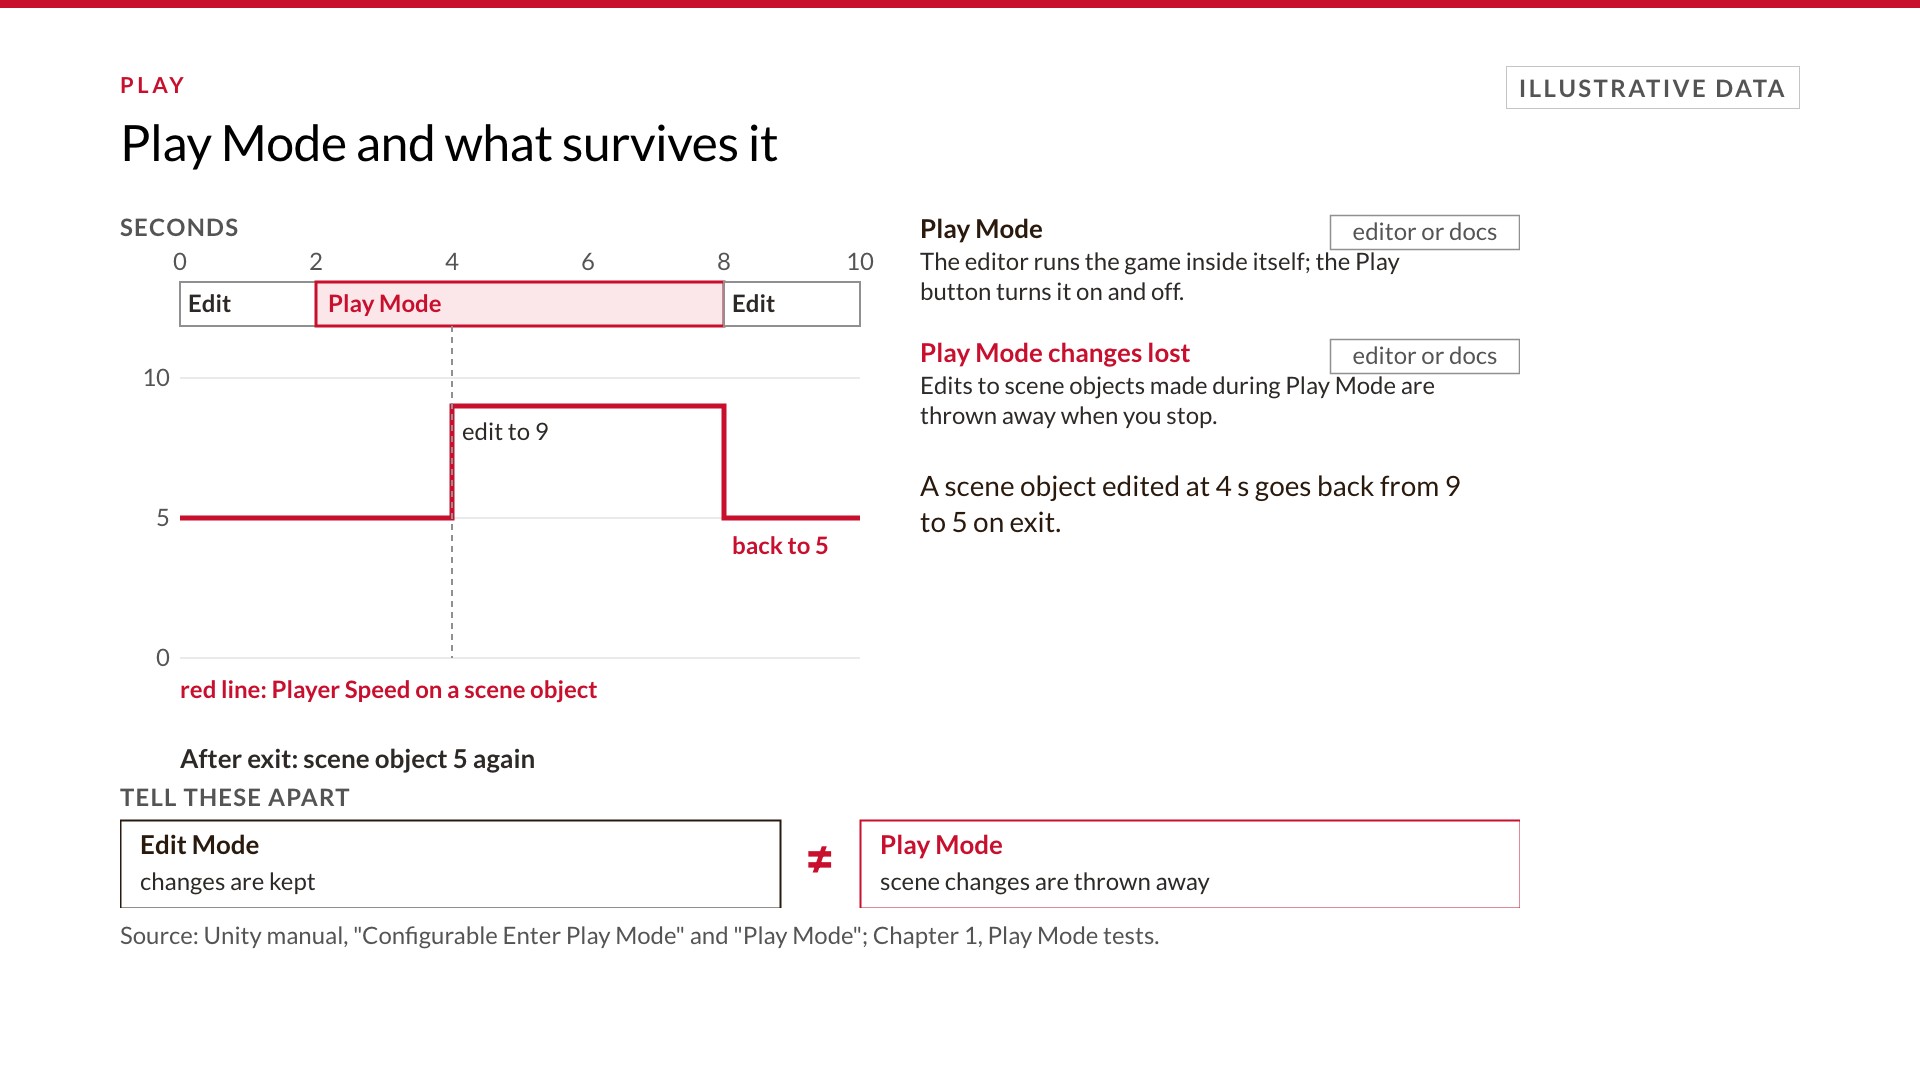 PLAY
ILLUSTRATIVE DATA
Play Mode and what survives it
SECONDS
0 2 4 6 8 10
Edit Play Mode Edit
10
edit to 9
5
back to 5
0
red line: Player Speed on a scene object
After exit: scene object 5 again
Play Mode
editor or docs
The editor runs the game inside itself; the Play
button turns it on and off.
Play Mode changes lost
editor or docs
Edits to scene objects made during Play Mode are
thrown away when you stop.
A scene object edited at 4 s goes back from 9
to 5 on exit.
TELL THESE APART
Edit Mode
changes are kept
≠
Play Mode
scene changes are thrown away
Source: Unity manual, "Configurable Enter Play Mode" and "Play Mode"; Chapter 1, Play Mode tests.